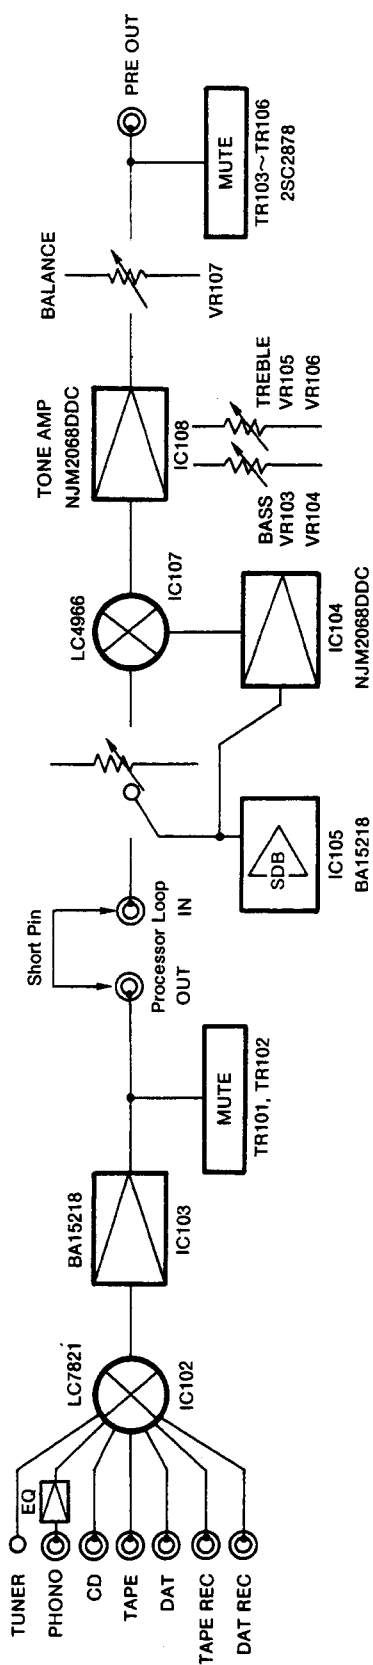 TUNER
PHONO
EQ
CD
TAPE
DAT
TAPE REC
DAT REC
LC7821
IC102
BA15218
IC103
MUTE
TR101, TR102
Short Pin
Processor Loop
OUT
IN
SDB
IC105
BA15218
IC104
NJM2068DDC
LC4966
IC107
TONE AMP
NJM2068DDC
IC108
BASS
VR103
VR104
TREBLE
VR105
VR106
BALANCE
VR107
PRE OUT
MUTE
TR103~TR106
2SC2878